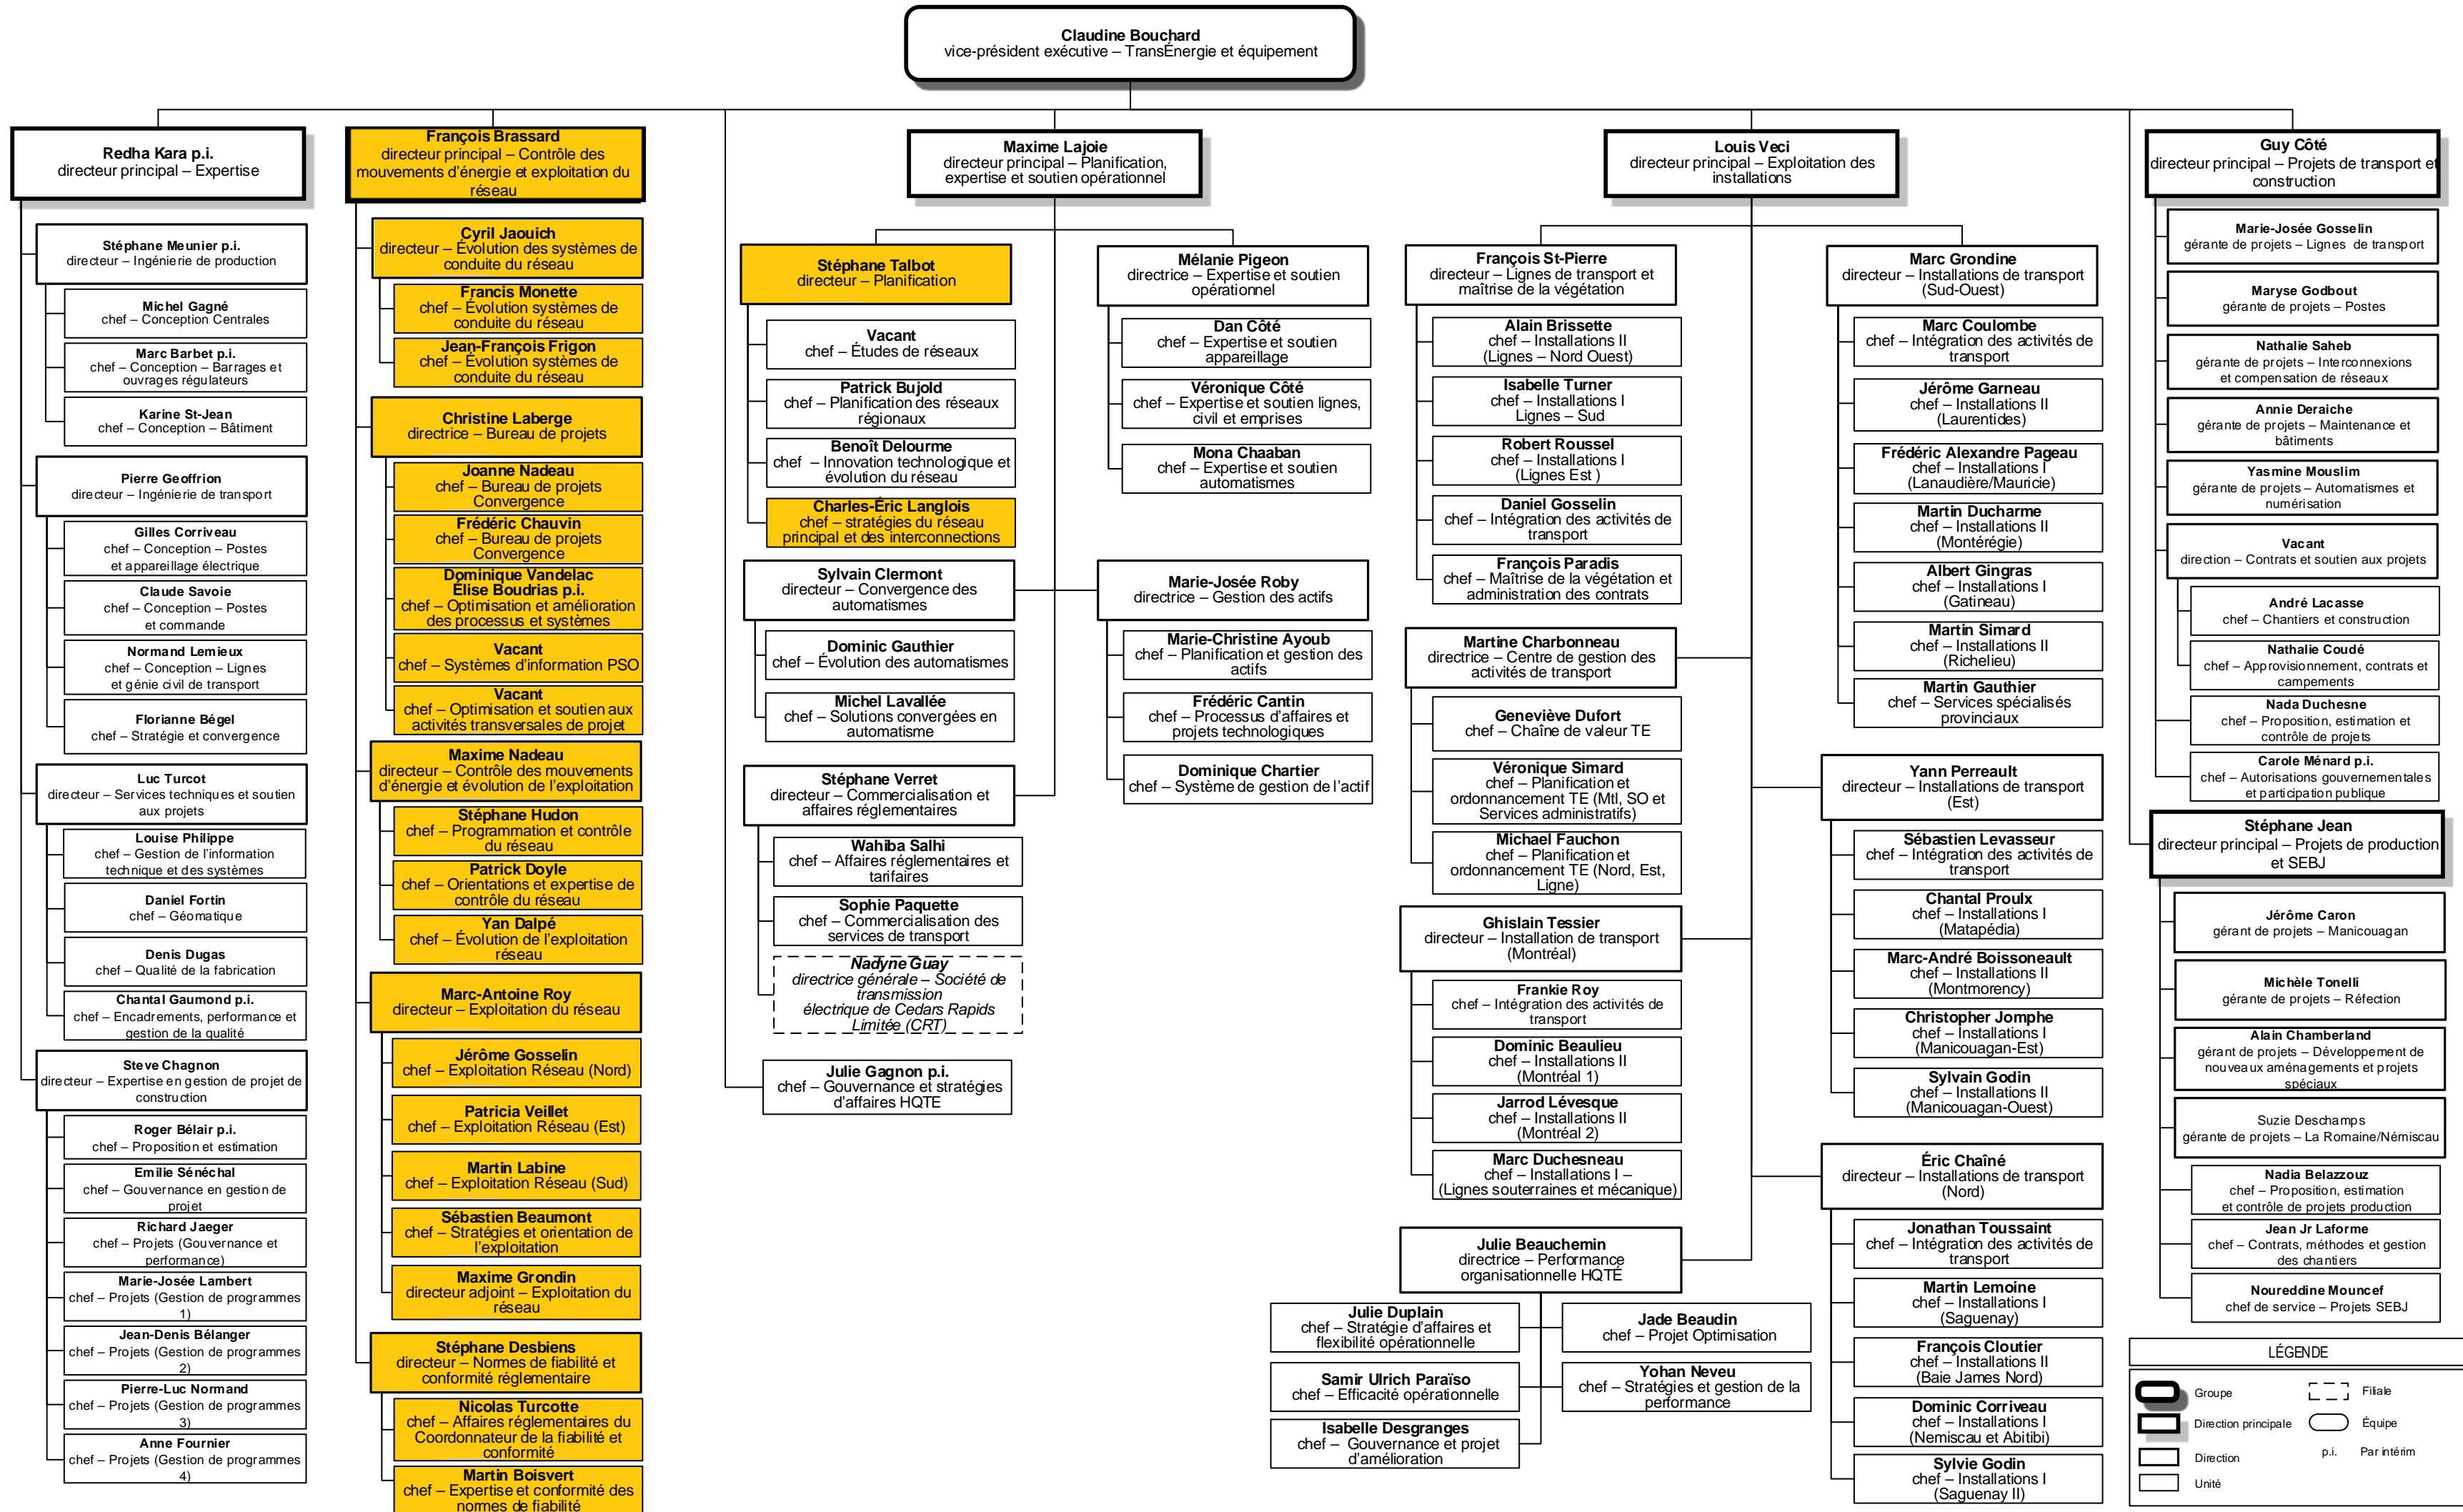 Claudine Bouchard
vice-président exécutive – TransÉnergie et équipement
Redha Kara p.i.
directeur principal – Expertise
Stéphane Meunier p.i.
directeur – Ingénierie de production
Michel Gagné
chef – Conception Centrales
Marc Barbet p.i.
chef – Conception – Barrages et
ouvrages régulateurs
Karine St-Jean
chef – Conception – Bâtiment
Pierre Geoffrion
directeur – Ingénierie de transport
Gilles Corriveau
chef – Conception – Postes
et appareillage électrique
Claude Savoie
chef – Conception – Postes
et commande
Normand Lemieux
chef – Conception – Lignes
et génie civil de transport
Florianne Bégel
chef – Stratégie et convergence
Luc Turcot
directeur – Services techniques et soutien
aux projets
Louise Philippe
chef – Gestion de l'information
technique et des systèmes
Daniel Fortin
chef – Géomatique
Denis Dugas
chef – Qualité de la fabrication
Chantal Gaumond p.i.
chef – Encadrements, performance et
gestion de la qualité
Steve Chagnon
directeur – Expertise en gestion de projet de
construction
Roger Bélair p.i.
chef – Proposition et estimation
Emilie Sénéchal
chef – Gouvernance en gestion de
projet
Richard Jaeger
chef – Projets (Gouvernance et
performance)
Marie-Josée Lambert
chef – Projets (Gestion de programmes
1)
Jean-Denis Bélanger
chef – Projets (Gestion de programmes
2)
Pierre-Luc Normand
chef – Projets (Gestion de programmes
3)
Anne Fournier
chef – Projets (Gestion de programmes
4)
François Brassard
directeur principal – Contrôle des
mouvements d'énergie et exploitation du
réseau
Cyril Jaouich
directeur – Évolution des systèmes de
conduite du réseau
Francis Monette
chef – Évolution systèmes de
conduite du réseau
Jean-François Frigon
chef – Évolution systèmes de
conduite du réseau
Christine Laberge
directrice – Bureau de projets
Joanne Nadeau
chef – Bureau de projets
Convergence
Frédéric Chauvin
chef – Bureau de projets
Convergence
Dominique Vandelac
Élise Boudrias p.i.
chef – Optimisation et amélioration
des processus et systèmes
Vacant
chef – Systèmes d'information PSO
Vacant
chef – Optimisation et soutien aux
activités transversales de projet
Maxime Nadeau
directeur – Contrôle des mouvements
d'énergie et évolution de l'exploitation
Stéphane Hudon
chef – Programmation et contrôle
du réseau
Patrick Doyle
chef – Orientations et expertise de
contrôle du réseau
Yan Dalpé
chef – Évolution de l'exploitation
réseau
Marc-Antoine Roy
directeur – Exploitation du réseau
Jérôme Gosselin
chef – Exploitation Réseau (Nord)
Patricia Veillet
chef – Exploitation Réseau (Est)
Martin Labine
chef – Exploitation Réseau (Sud)
Sébastien Beaumont
chef – Stratégies et orientation de
l'exploitation
Maxime Grondin
directeur adjoint – Exploitation du
réseau
Stéphane Desbiens
directeur – Normes de fiabilité et
conformité réglementaire
Nicolas Turcotte
chef – Affaires réglementaires du
Coordonnateur de la fiabilité et
conformité
Martin Boisvert
chef – Expertise et conformité des
normes de fiabilité
Maxime Lajoie
directeur principal – Planification,
expertise et soutien opérationnel
Stéphane Talbot
directeur – Planification
Vacant
chef – Études de réseaux
Patrick Bujold
chef – Planification des réseaux
régionaux
Benoît Delourme
chef – Innovation technologique et
évolution du réseau
Charles-Éric Langlois
chef – stratégies du réseau
principal et des interconnections
Mélanie Pigeon
directrice – Expertise et soutien
opérationnel
Dan Côté
chef – Expertise et soutien
appareillage
Véronique Côté
chef – Expertise et soutien lignes,
civil et emprises
Mona Chaaban
chef – Expertise et soutien
automatismes
Sylvain Clermont
directeur – Convergence des
automatismes
Dominic Gauthier
chef – Évolution des automatismes
Michel Lavallée
chef – Solutions convergées en
automatisme
Marie-Josée Roby
directrice – Gestion des actifs
Marie-Christine Ayoub
chef – Planification et gestion des
actifs
Frédéric Cantin
chef – Processus d'affaires et
projets technologiques
Dominique Chartier
chef – Système de gestion de l'actif
Stéphane Verret
directeur – Commercialisation et
affaires réglementaires
Wahiba Salhi
chef – Affaires réglementaires et
tarifaires
Sophie Paquette
chef – Commercialisation des
services de transport
Nadyne Guay
directrice générale – Société de
transmission
électrique de Cedars Rapids
Limitée (CRT)
Julie Gagnon p.i.
chef – Gouvernance et stratégies
d'affaires HQTE
Louis Veci
directeur principal – Exploitation des
installations
François St-Pierre
directeur – Lignes de transport et
maîtrise de la végétation
Alain Brissette
chef – Installations II
(Lignes – Nord Ouest)
Isabelle Turner
chef – Installations I
Lignes – Sud
Robert Roussel
chef – Installations I
(Lignes Est )
Daniel Gosselin
chef – Intégration des activités de
transport
François Paradis
chef – Maîtrise de la végétation et
administration des contrats
Martine Charbonneau
directrice – Centre de gestion des
activités de transport
Geneviève Dufort
chef – Chaîne de valeur TE
Véronique Simard
chef – Planification et
ordonnancement TE (Mtl, SO et
Services administratifs)
Michael Fauchon
chef – Planification et
ordonnancement TE (Nord, Est,
Ligne)
Ghislain Tessier
directeur – Installation de transport
(Montréal)
Frankie Roy
chef – Intégration des activités de
transport
Dominic Beaulieu
chef – Installations II
(Montréal 1)
Jarrod Lévesque
chef – Installations II
(Montréal 2)
Marc Duchesneau
chef – Installations I –
(Lignes souterraines et mécanique)
Julie Beauchemin
directrice – Performance
organisationnelle HQTÉ
Julie Duplain
chef – Stratégie d'affaires et
flexibilité opérationnelle
Jade Beaudin
chef – Projet Optimisation
Samir Ulrich Paraïso
chef – Efficacité opérationnelle
Yohan Neveu
chef – Stratégies et gestion de la
performance
Isabelle Desgranges
chef – Gouvernance et projet
d'amélioration
Marc Grondine
directeur – Installations de transport
(Sud-Ouest)
Marc Coulombe
chef – Intégration des activités de
transport
Jérôme Garneau
chef – Installations II
(Laurentides)
Frédéric Alexandre Pageau
chef – Installations I
(Lanaudière/Mauricie)
Martin Ducharme
chef – Installations II
(Montérégie)
Albert Gingras
chef – Installations I
(Gatineau)
Martin Simard
chef – Installations II
(Richelieu)
Martin Gauthier
chef – Services spécialisés
provinciaux
Yann Perreault
directeur – Installations de transport
(Est)
Sébastien Levasseur
chef – Intégration des activités de
transport
Chantal Proulx
chef – Installations I
(Matapédia)
Marc-André Boissoneault
chef – Installations II
(Montmorency)
Christopher Jomphe
chef – Installations I
(Manicouagan-Est)
Sylvain Godin
chef – Installations II
(Manicouagan-Ouest)
Éric Chaîné
directeur – Installations de transport
(Nord)
Jonathan Toussaint
chef – Intégration des activités de
transport
Martin Lemoine
chef – Installations I
(Saguenay)
François Cloutier
chef – Installations II
(Baie James Nord)
Dominic Corriveau
chef – Installations I
(Nemiscau et Abitibi)
Sylvie Godin
chef – Installations I
(Saguenay II)
Guy Côté
directeur principal – Projets de transport et
construction
Marie-Josée Gosselin
gérante de projets – Lignes de transport
Maryse Godbout
gérante de projets – Postes
Nathalie Saheb
gérante de projets – Interconnexions
et compensation de réseaux
Annie Deraiche
gérante de projets – Maintenance et
bâtiments
Yasmine Mouslim
gérante de projets – Automatismes et
numérisation
Vacant
direction – Contrats et soutien aux projets
André Lacasse
chef – Chantiers et construction
Nathalie Coudé
chef – Approvisionnement, contrats et
campements
Nada Duchesne
chef – Proposition, estimation et
contrôle de projets
Carole Ménard p.i.
chef – Autorisations gouvernementales
et participation publique
Stéphane Jean
directeur principal – Projets de production
et SEBJ
Jérôme Caron
gérant de projets – Manicouagan
Michèle Tonelli
gérante de projets – Réfection
Alain Chamberland
gérant de projets – Développement de
nouveaux aménagements et projets
spéciaux
Suzie Deschamps
gérante de projets – La Romaine/Némiscau
Nadia Belazzouz
chef – Proposition, estimation
et contrôle de projets production
Jean Jr Laforme
chef – Contrats, méthodes et gestion
des chantiers
Noureddine Mouncef
chef de service – Projets SEBJ
LÉGENDE
Groupe
Filiale
Direction principale
Équipe
Direction
p.i. Par intérim
Unité